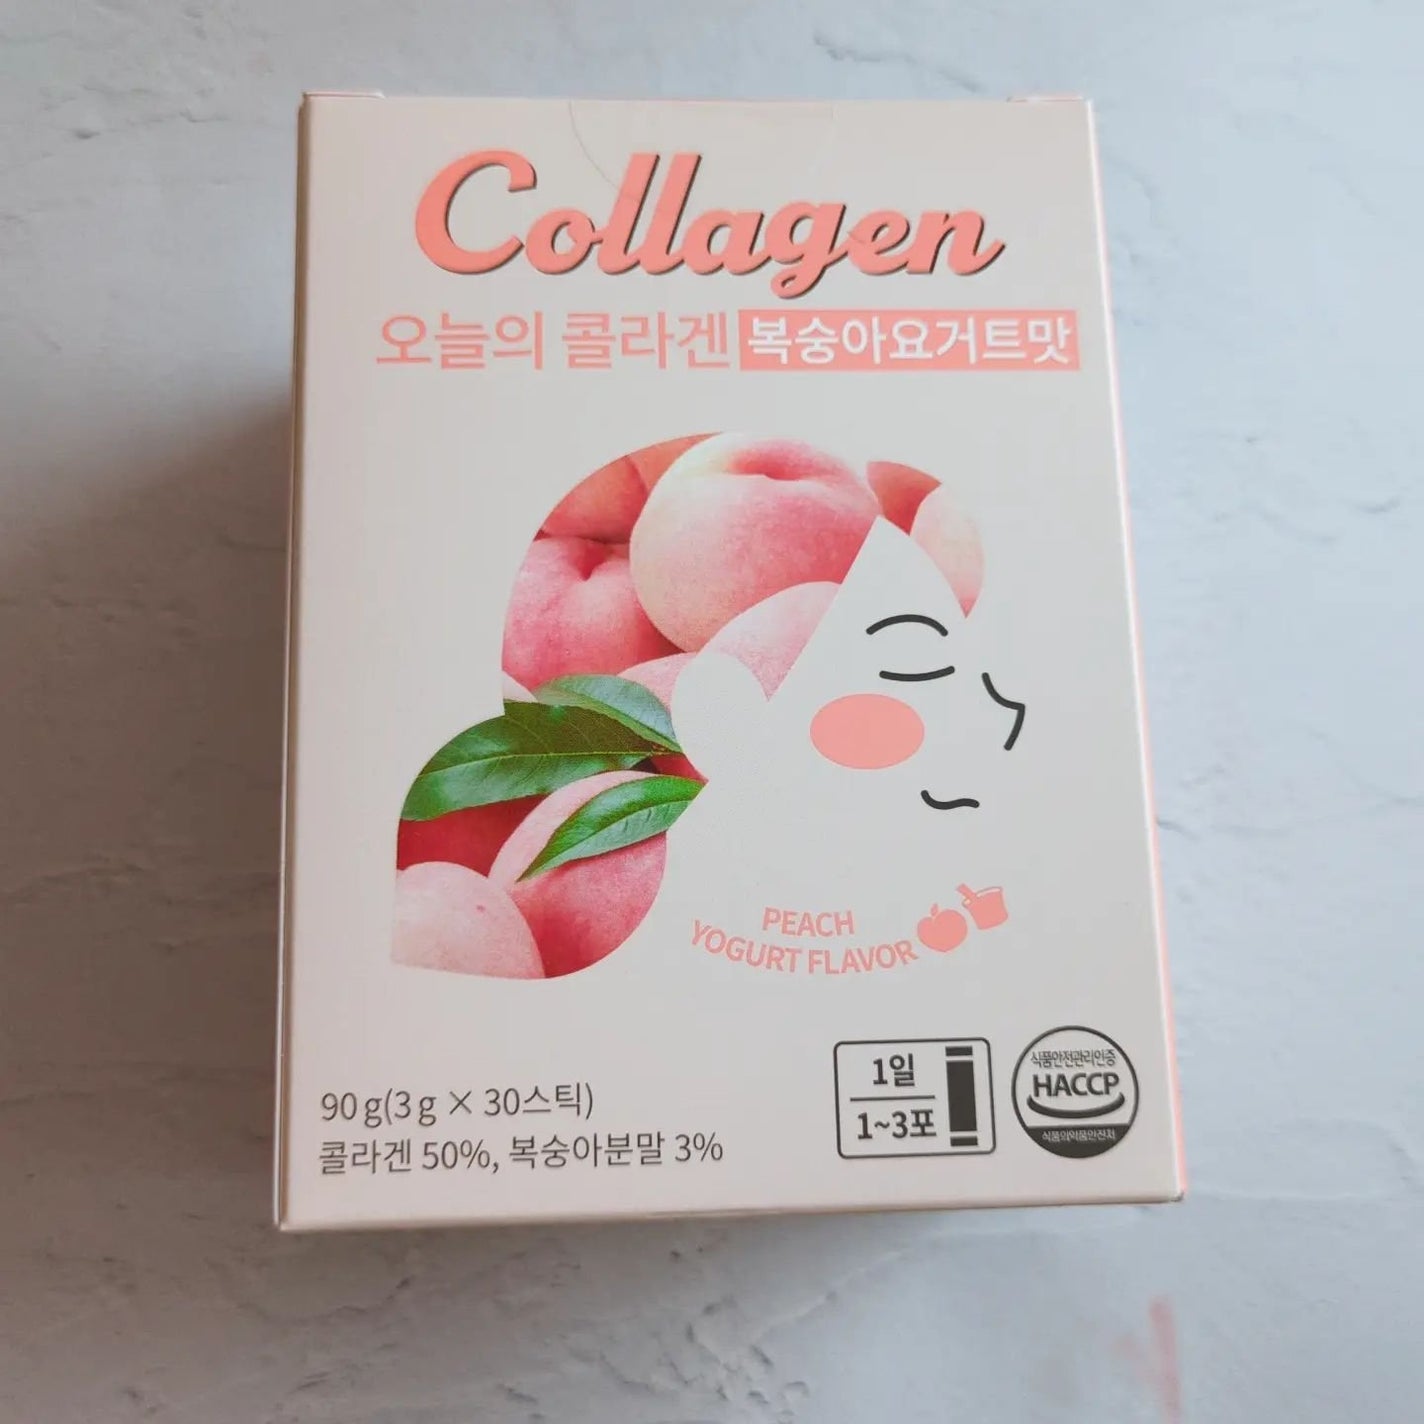 Collagen
오늘의 콜라겐 복숭아요거트맛
PEACH
YOGURT FLAVOR
90 g(3 g × 30스틱)
콜라겐 50%, 복숭아분말 3%
1일
1~3포
식품안전관리인증
HACCP
식품의약품안전처